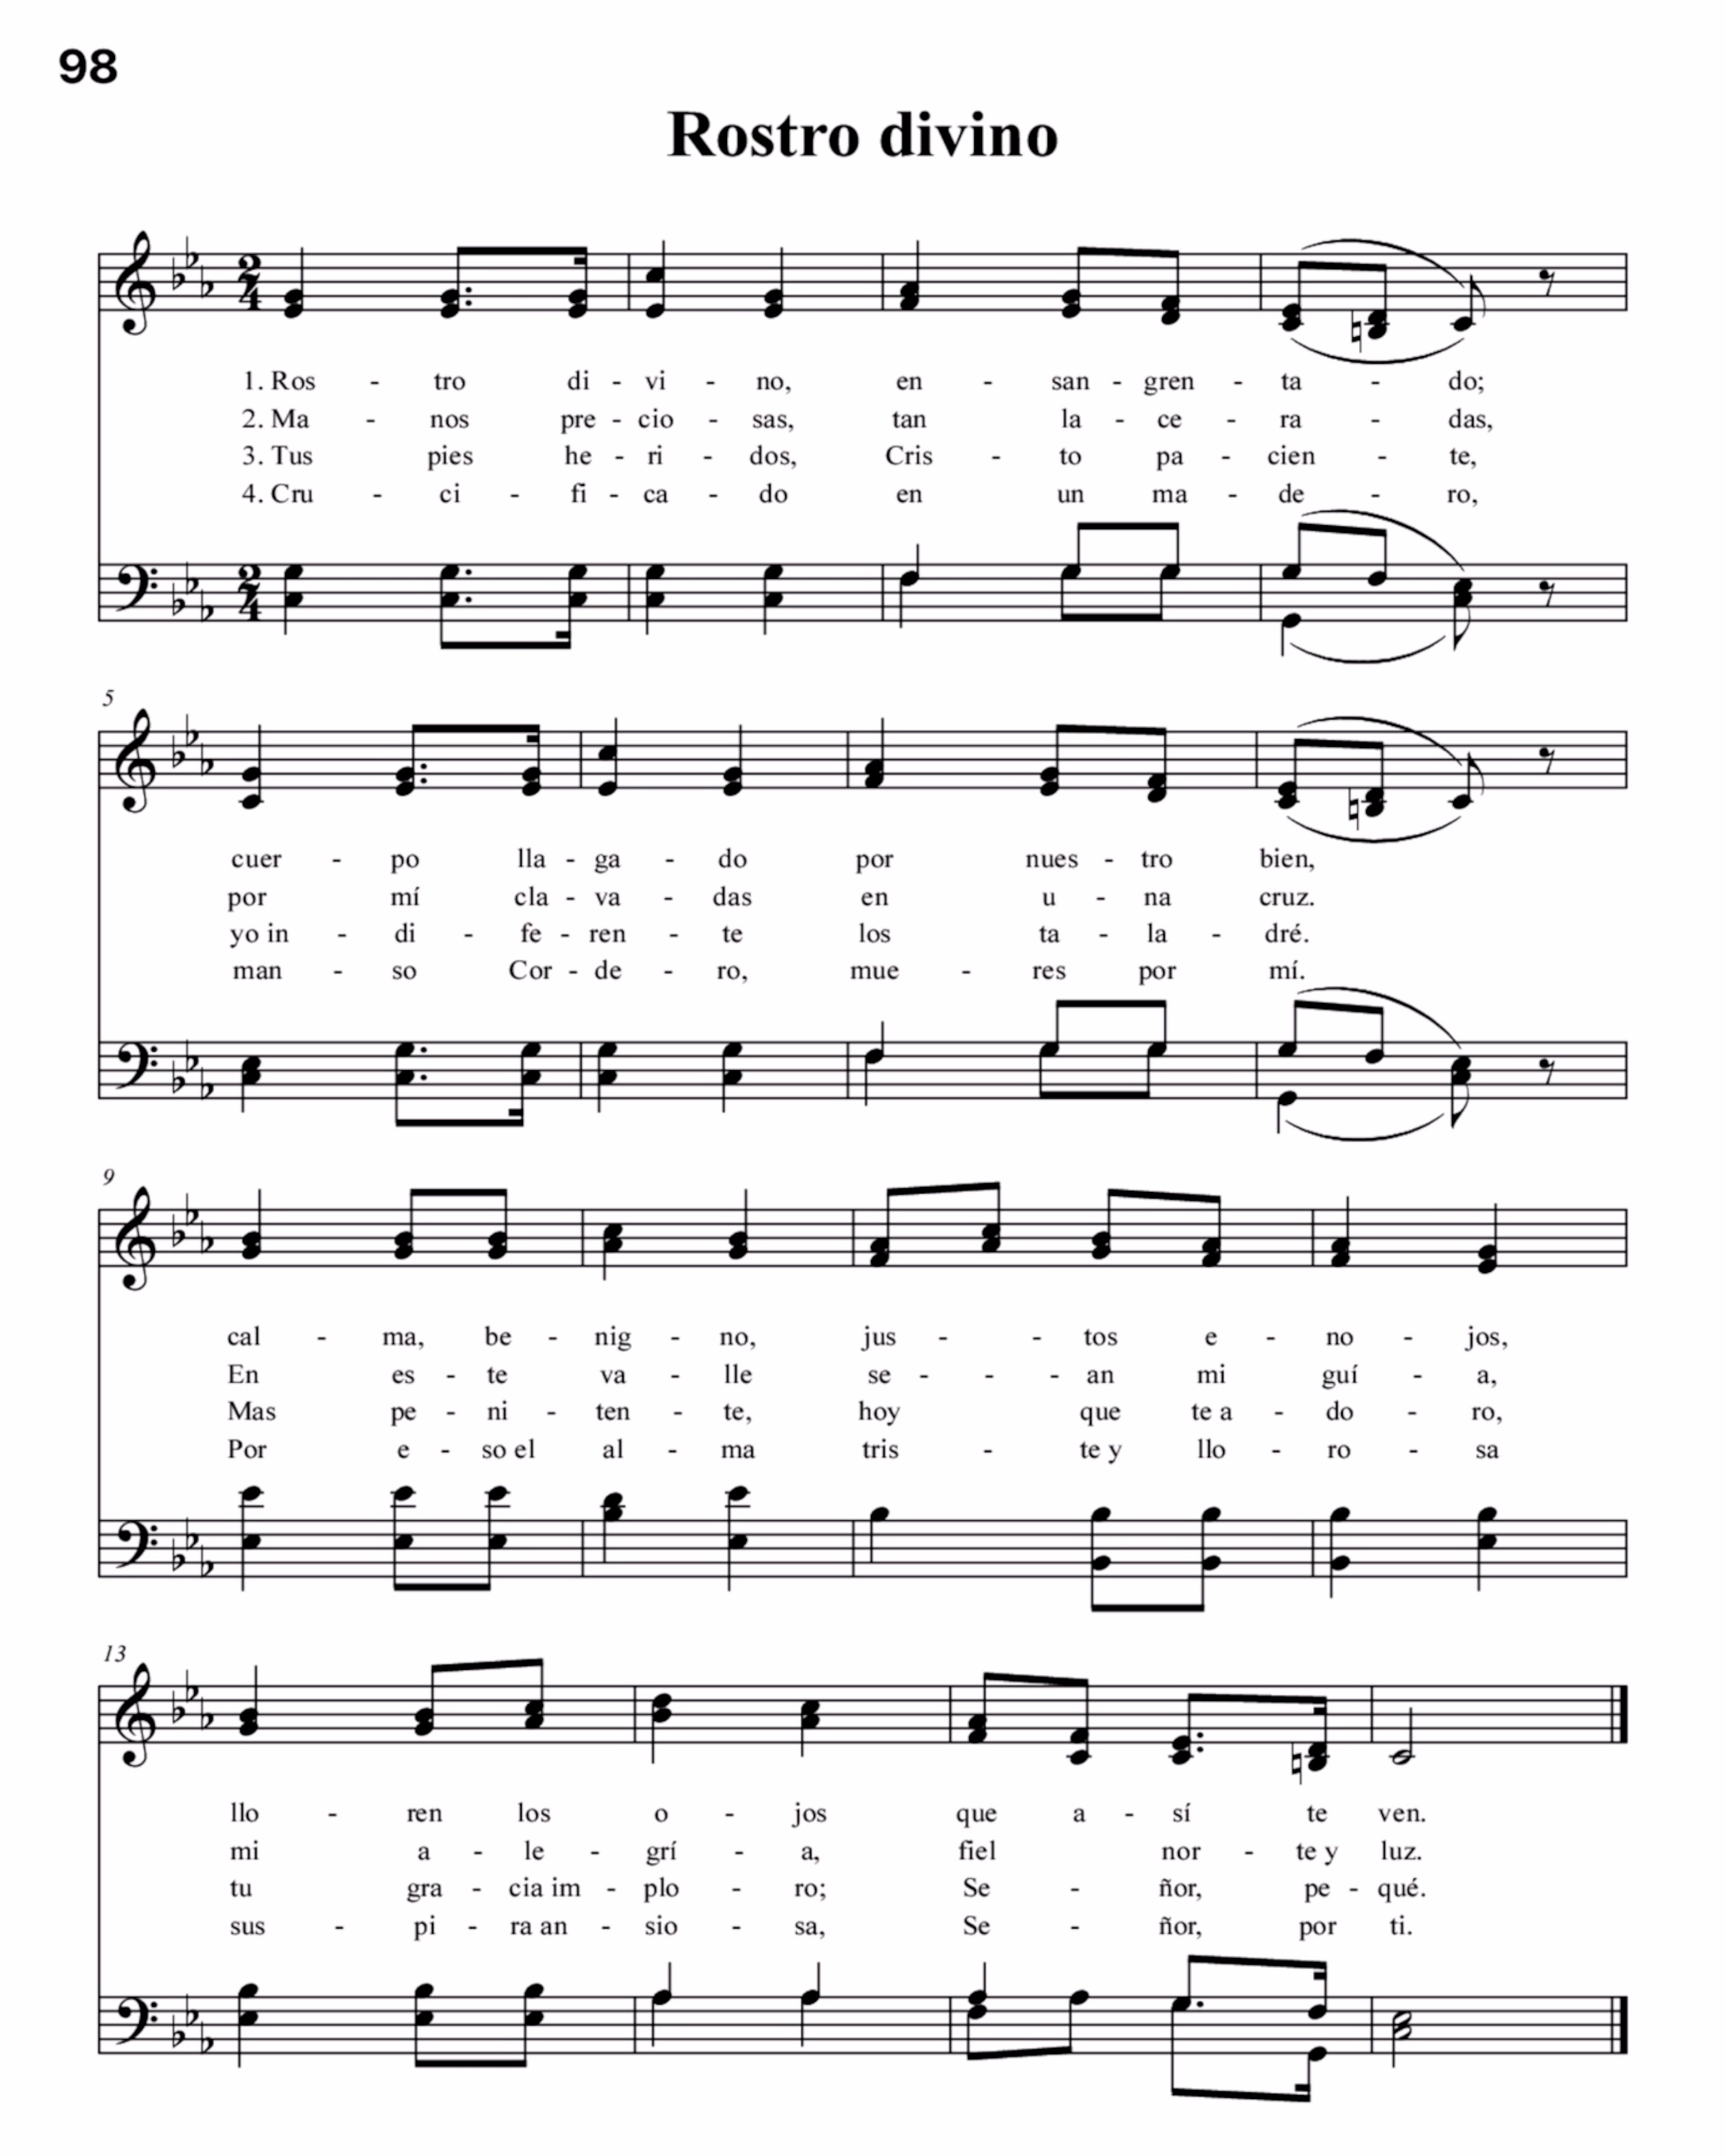 98
Rostro divino
1. Ros - tro di - vi - no, en - san - gren - ta - do;
2. Ma - nos pre - cio - sas, tan la - ce - ra - das,
3. Tus pies he - ri - dos, Cris - to pa - cien - te,
4. Cru - ci - fi - ca - do en un ma - de - ro,
5
cuer - po lla - ga - do por nues - tro bien,
por mí cla - va - das en u - na cruz.
yo in - di - fe - ren - te los ta - la - dré.
man - so Cor - de - ro, mue - res por mí.
9
cal - ma, be - nig - no, jus - - tos e - no - jos,
En es - te va - lle se - - - an mi guí - a,
Mas pe - ni - ten - te, hoy que te a - do - ro,
Por e - so el al - ma tris - te y llo - ro - sa
13
llo - ren los o - jos que a - sí te ven.
mi a - le - grí - a, fiel nor - te y luz.
tu gra - cia im - plo - ro; Se - ñor, pe - qué.
sus - pi - ra an - sio - sa, Se - ñor, por ti.